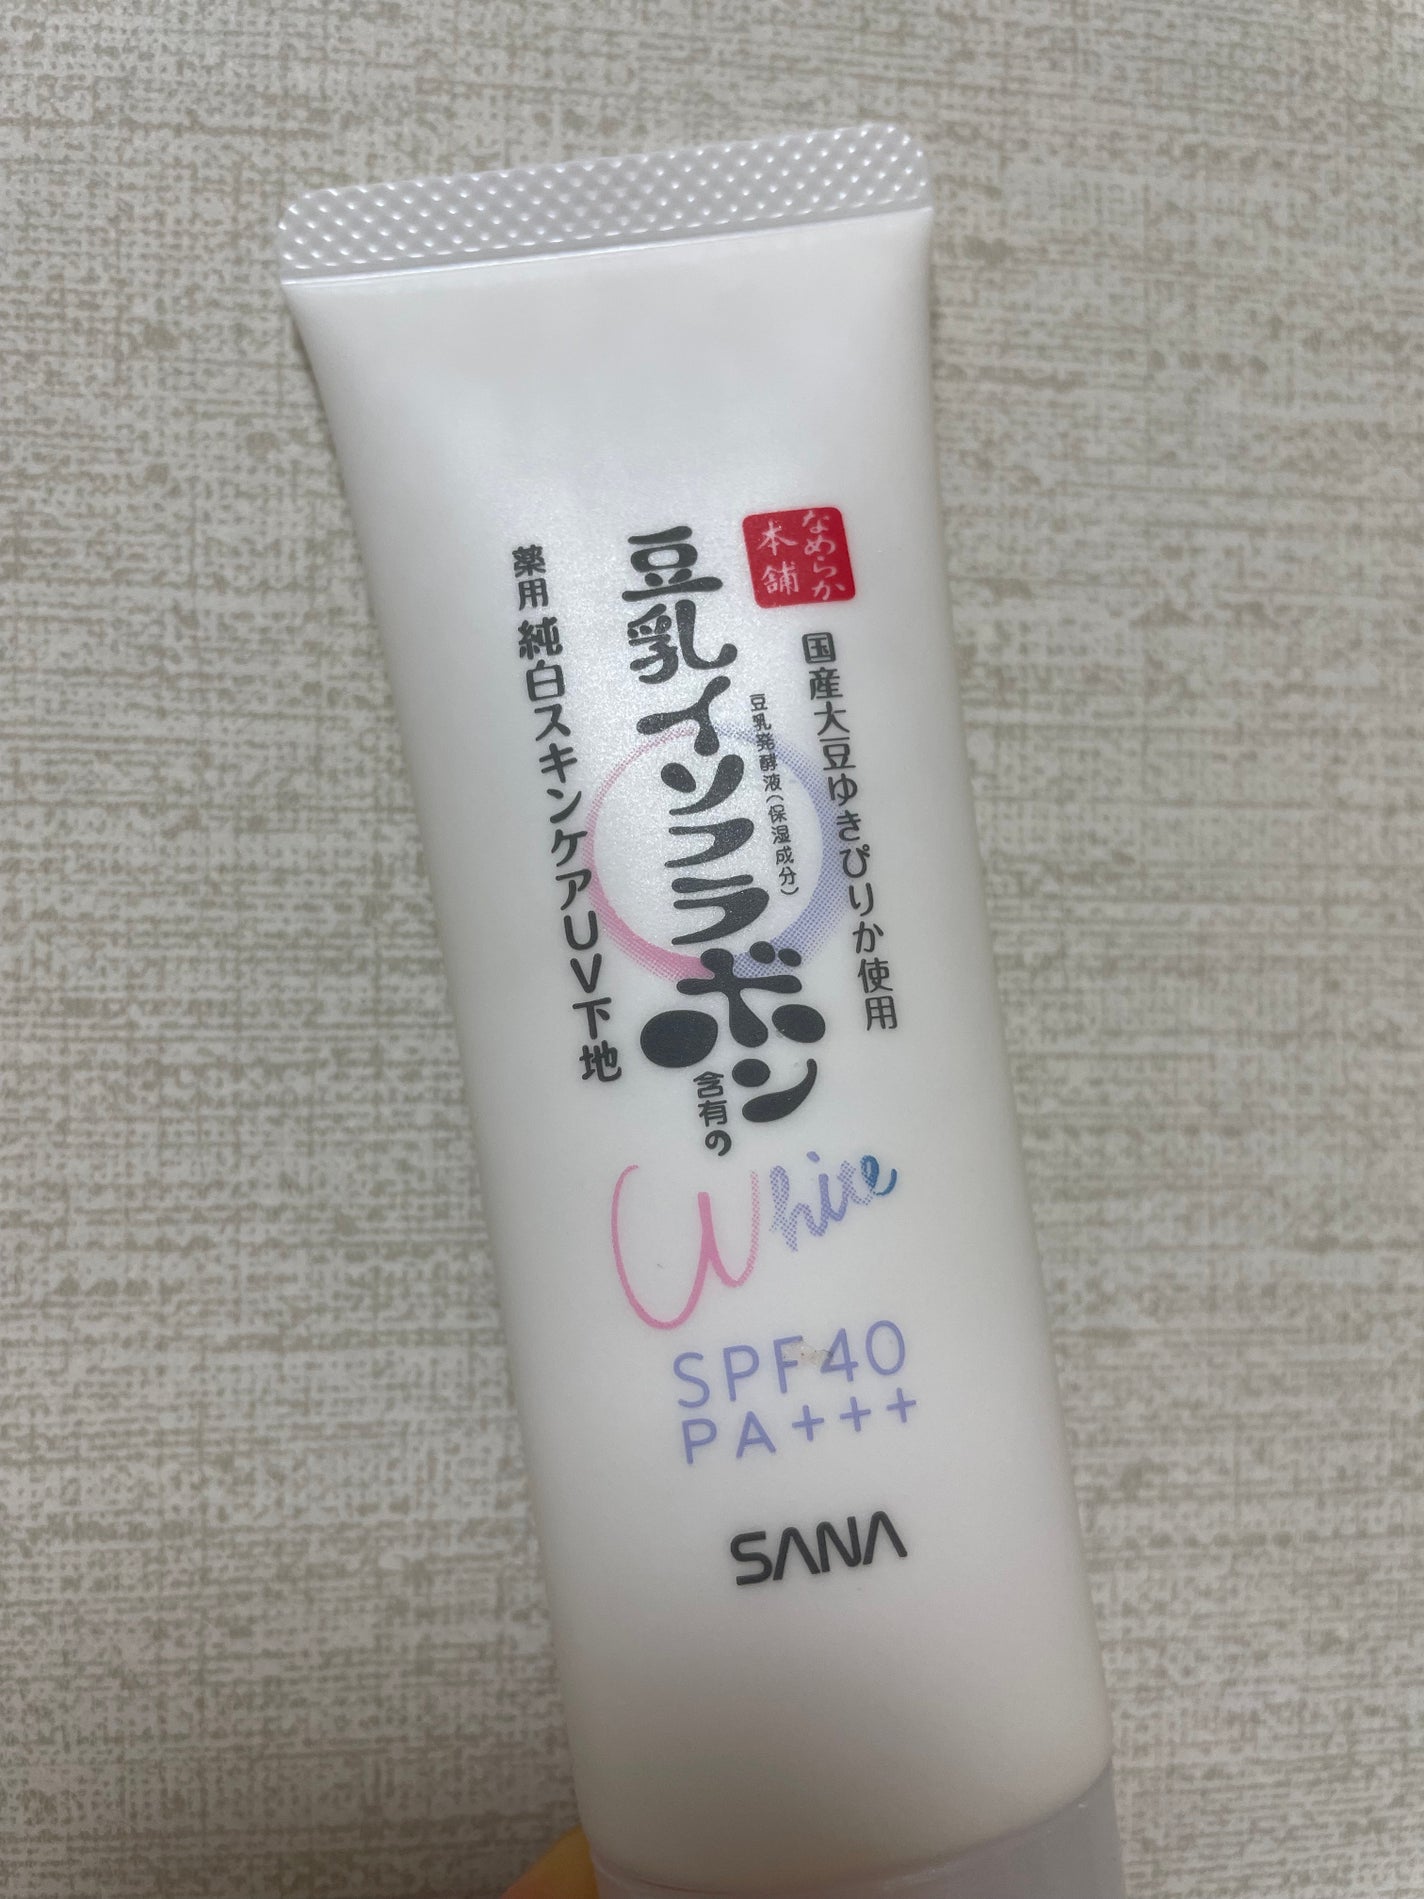 なめらか
本舗
国産大豆ゆきぴりか使用
豆乳発酵液(保湿成分)
豆乳イソフラボン
含有の
薬用 純白スキンケアUV下地
White
SPF40
PA+++
SANA